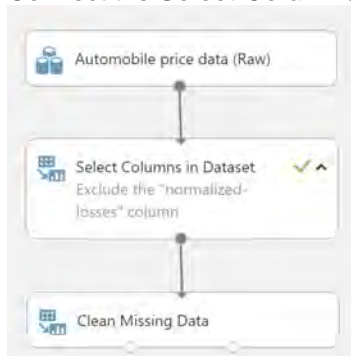 Automobile price data (Raw)
Select Columns in Dataset
Exclude the "normalized-
losses" column
Clean Missing Data